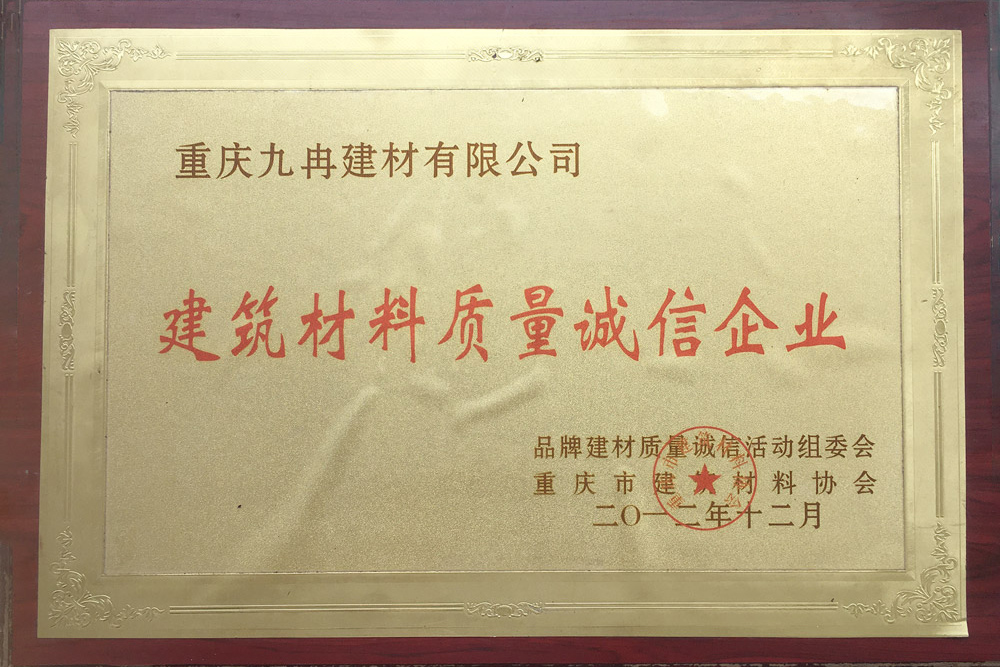 重庆九冉建材有限公司
建筑材料质量诚信企业
品牌建材质量诚信活动组委会
重庆市建筑材料协会
二〇一二年十二月